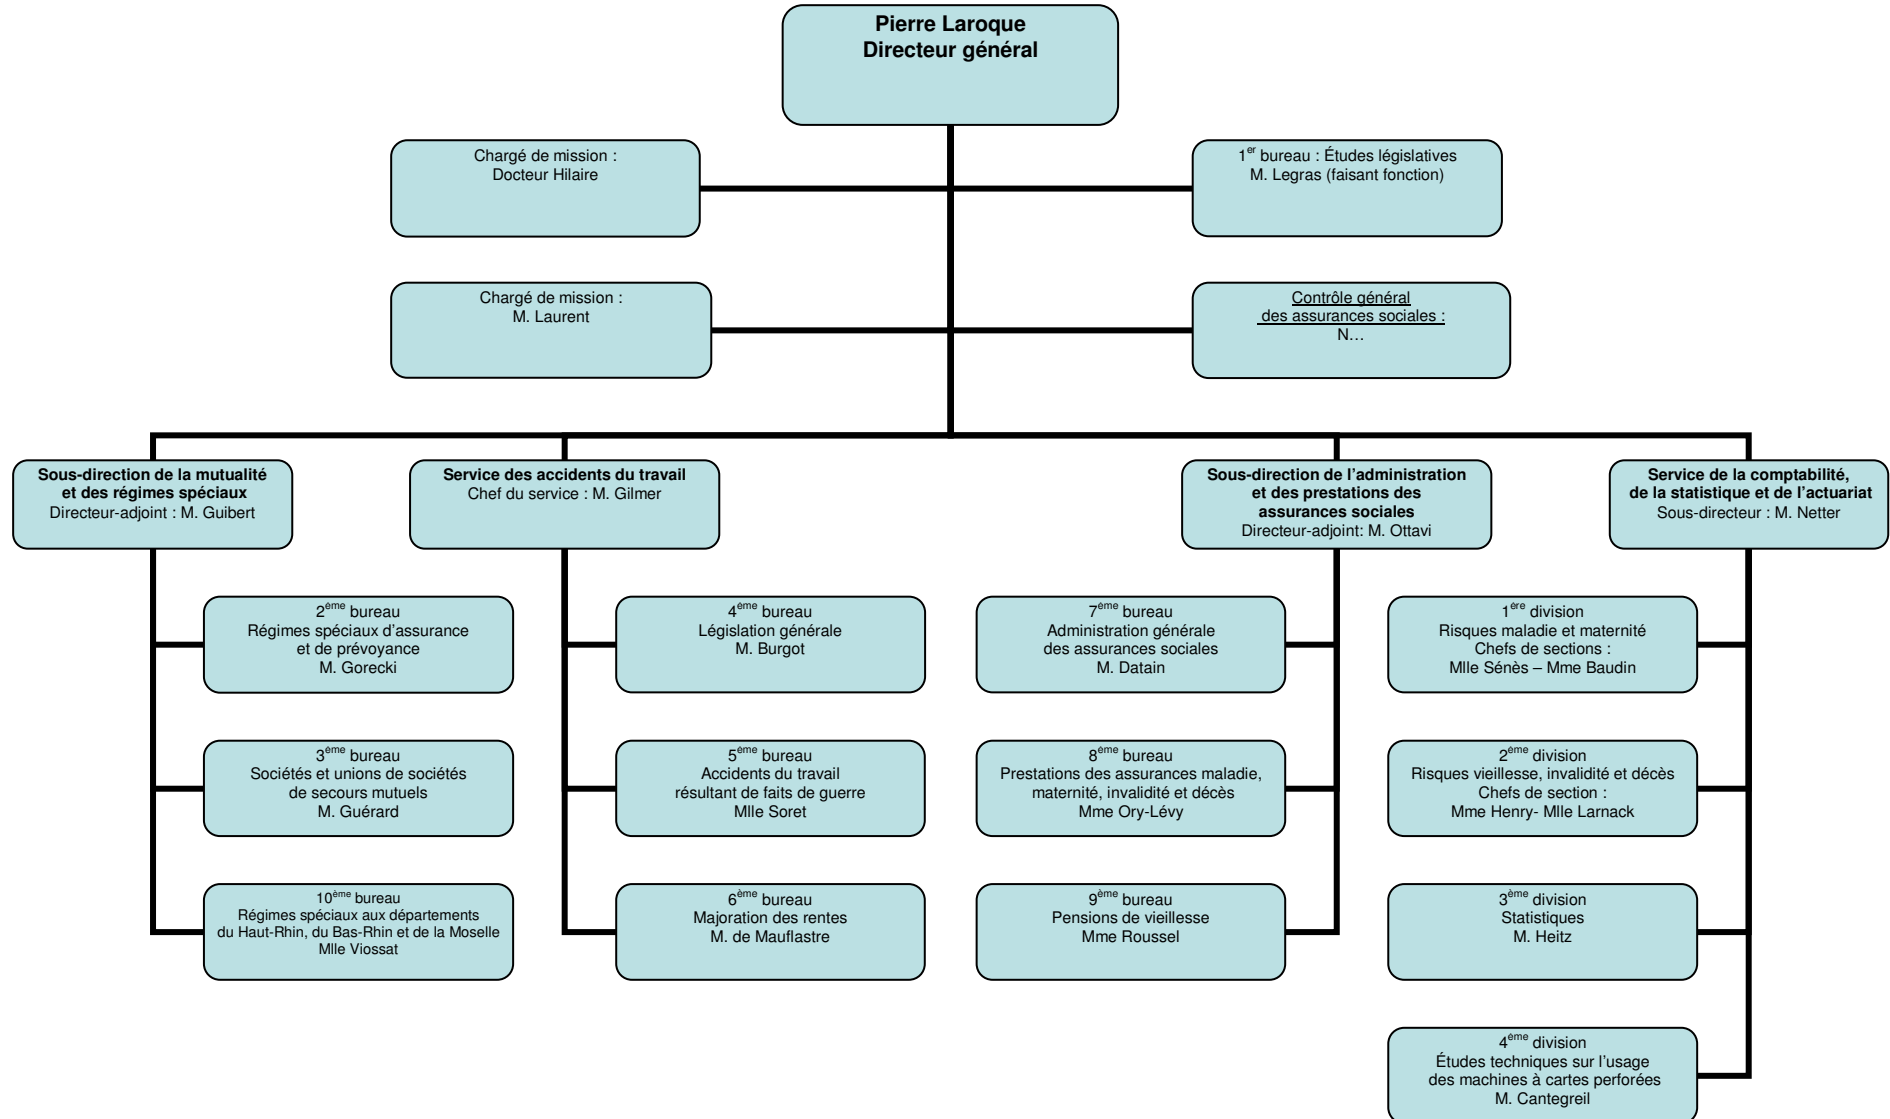 Pierre Laroque
Directeur général
Chargé de mission :
Docteur Hilaire
1er bureau : Études législatives
M. Legras (faisant fonction)
Chargé de mission :
M. Laurent
Contrôle général
des assurances sociales :
N…
Sous-direction de la mutualité
et des régimes spéciaux
Directeur-adjoint : M. Guibert
Service des accidents du travail
Chef du service : M. Gilmer
Sous-direction de l’administration
et des prestations des
assurances sociales
Directeur-adjoint: M. Ottavi
Service de la comptabilité,
de la statistique et de l’actuariat
Sous-directeur : M. Netter
2ème bureau
Régimes spéciaux d’assurance
et de prévoyance
M. Gorecki
4ème bureau
Législation générale
M. Burgot
7ème bureau
Administration générale
des assurances sociales
M. Datain
1ère division
Risques maladie et maternité
Chefs de sections :
Mlle Sénès – Mme Baudin
3ème bureau
Sociétés et unions de sociétés
de secours mutuels
M. Guérard
5ème bureau
Accidents du travail
résultant de faits de guerre
Mlle Soret
8ème bureau
Prestations des assurances maladie,
maternité, invalidité et décès
Mme Ory-Lévy
2ème division
Risques vieillesse, invalidité et décès
Chefs de section :
Mme Henry- Mlle Larnack
10ème bureau
Régimes spéciaux aux départements
du Haut-Rhin, du Bas-Rhin et de la Moselle
Mlle Viossat
6ème bureau
Majoration des rentes
M. de Mauflastre
9ème bureau
Pensions de vieillesse
Mme Roussel
3ème division
Statistiques
M. Heitz
4ème division
Études techniques sur l’usage
des machines à cartes perforées
M. Cantegreil